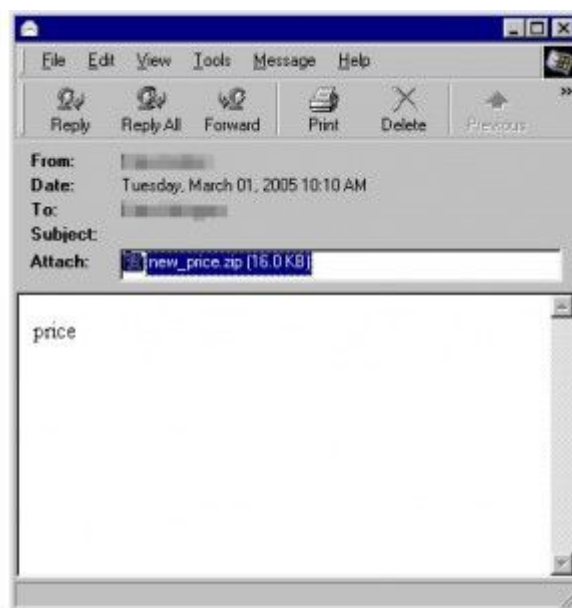 File Edit View Tools Message Help
Reply Reply All Forward Print Delete Previous
From:
Date: Tuesday, March 01, 2005 10:10 AM
To:
Subject:
Attach: new_price.zip (16.0 KB)
price